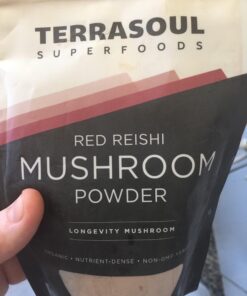 TERRASOUL
SUPERFOODS
RED REISHI
MUSHROOM
POWDER
LONGEVITY MUSHROOM
ORGANIC • NUTRIENT-DENSE • NON-GMO